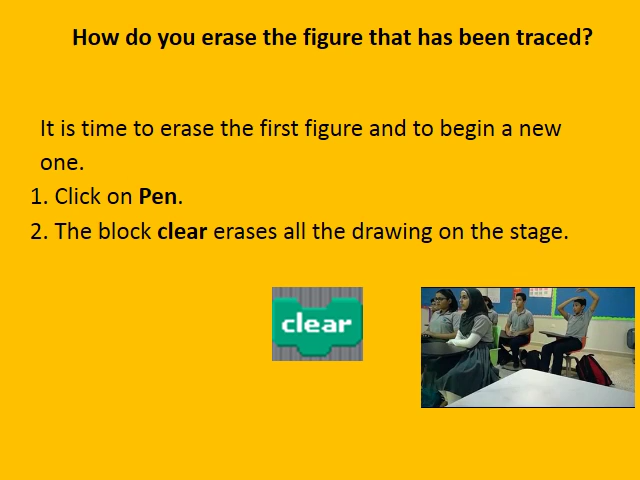 How do you erase the figure that has been traced?
It is time to erase the first figure and to begin a new
one.
1. Click on Pen.
2. The block clear erases all the drawing on the stage.
clear